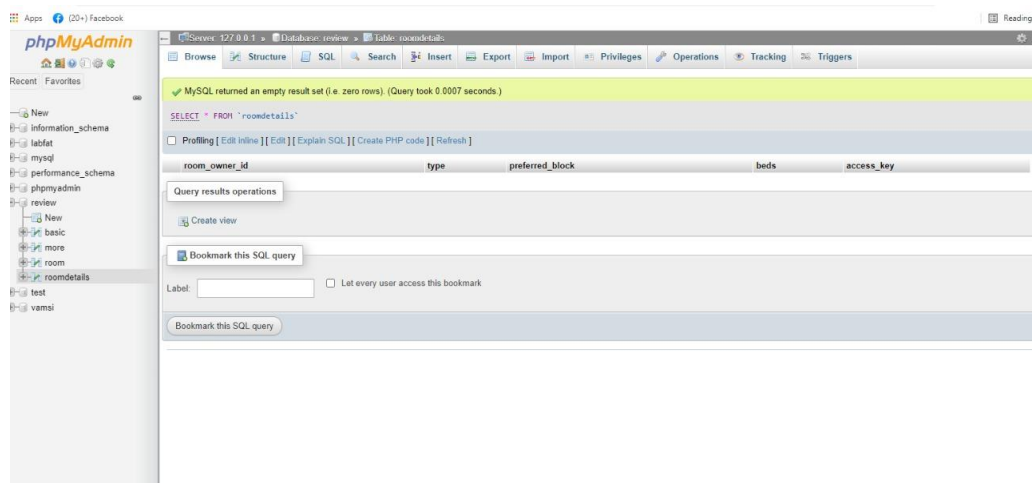 Apps (20+) Facebook Reading
phpMyAdmin
Recent Favorites
New
information_schema
labfat
mysql
performance_schema
phpmyadmin
review
New
basic
more
room
roomdetails
test
vamsi
Server: 127.0.0.1 » Database: review » Table: roomdetails
Browse Structure SQL Search Insert Export Import Privileges Operations Tracking Triggers
MySQL returned an empty result set (i.e. zero rows). (Query took 0.0007 seconds.)
SELECT * FROM `roomdetails`
Profiling [ Edit inline ] [ Edit ] [ Explain SQL ] [ Create PHP code ] [ Refresh ]
room_owner_id type preferred_block beds access_key
Query results operations
Create view
Bookmark this SQL query
Label: Let every user access this bookmark
Bookmark this SQL query